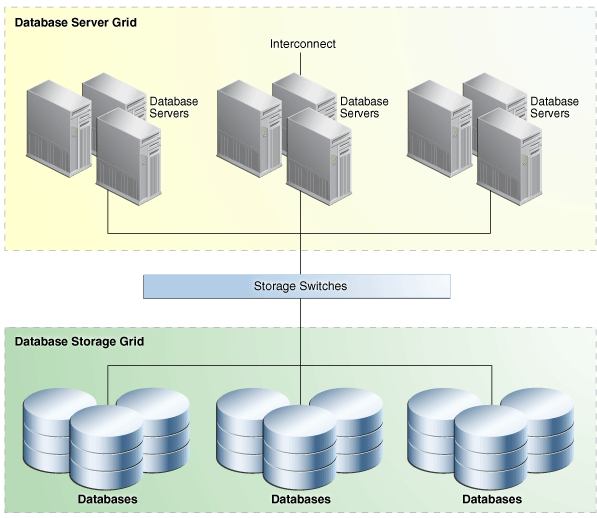 Database Server Grid
Interconnect
Database
Servers
Database
Servers
Database
Servers
Storage Switches
Database Storage Grid
Databases
Databases
Databases